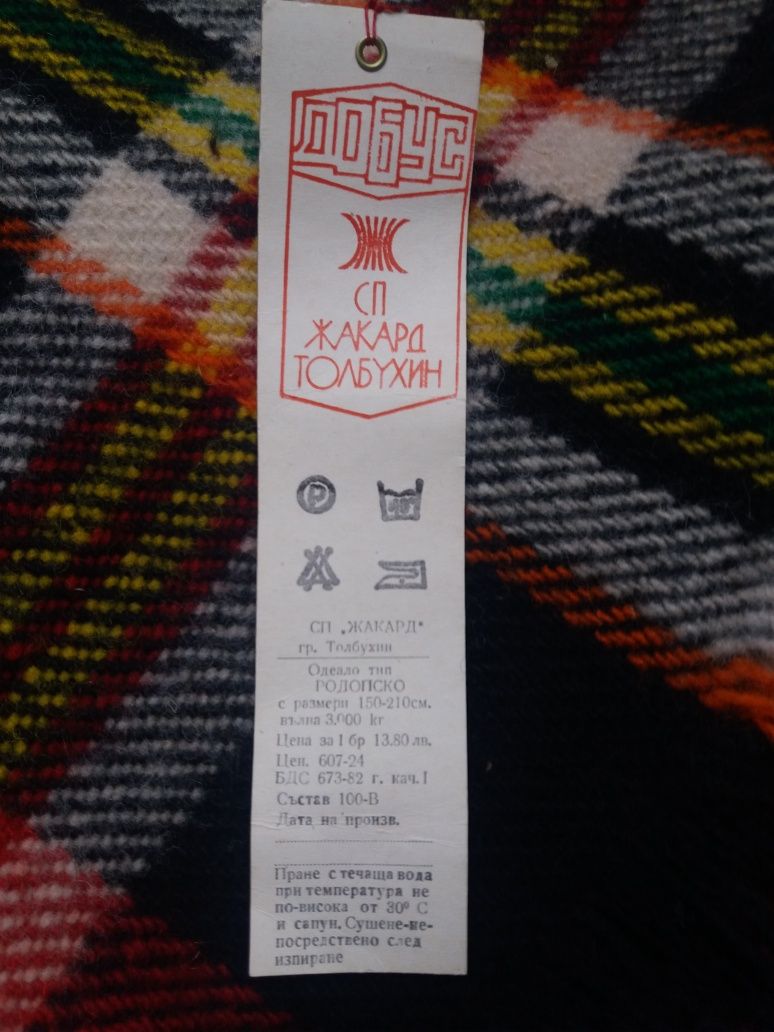 ДОБУС
СП
ЖАКАРД
ТОЛБУХИН
P
СП „ЖАКАРД“
гр. Толбухин
Одеало тип
РОДОПСКО
с размери 150-210см.
вълна 3.000 kr
Цена за 1 бр 13.80 лв.
Цен. 607-24
БДС 673-82 г. кач. I
Състав 100-В
Дата на произв.
Пране с течаща вода
при температура не
по-висока от 30° С
и сапун. Сушене-не-
посредствено след
изпиране